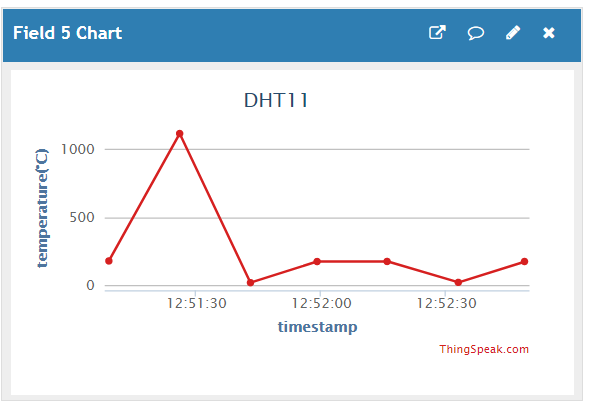 Field 5 Chart
DHT11
temperature(°C)
1000
500
0
12:51:30 12:52:00 12:52:30
timestamp
ThingSpeak.com